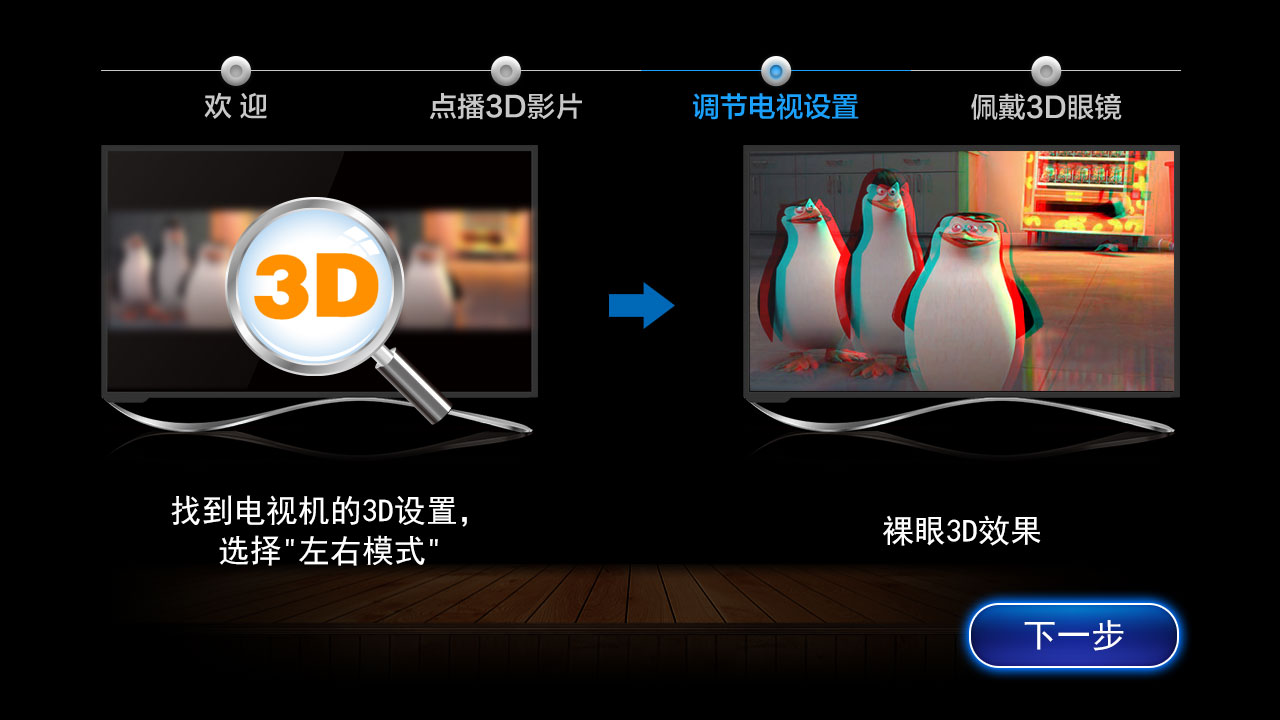 欢 迎
点播3D影片
调节电视设置
佩戴3D眼镜
3D
找到电视机的3D设置，
选择"左右模式"
裸眼3D效果
下一步